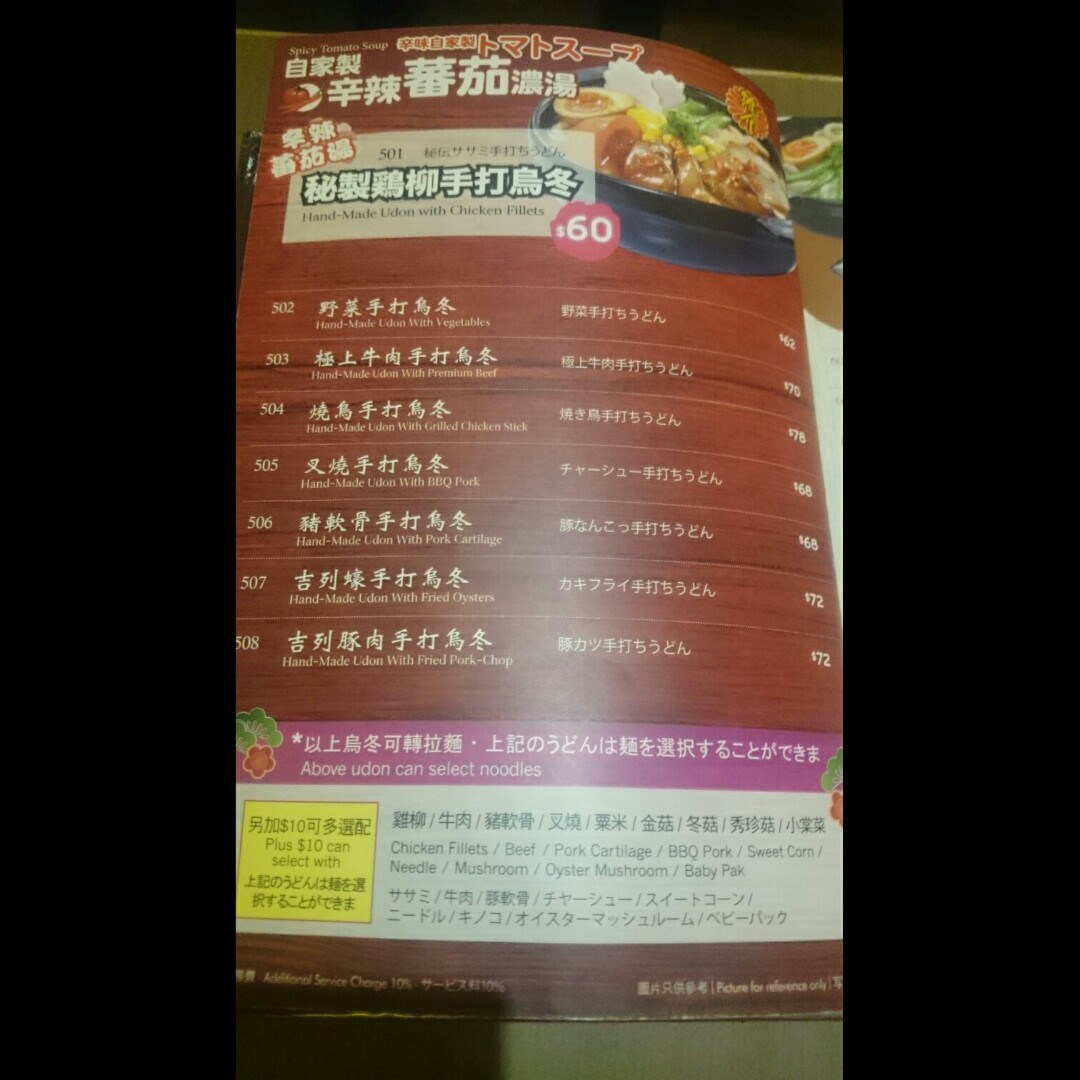 Spicy Tomato Soup 辛味自家製トマトスープ
自家製
辛辣蕃茄濃湯
辛辣
蕃茄湯
501 秘伝ササミ手打ちうどん
秘製鶏柳手打烏冬
Hand-Made Udon with Chicken Fillets
$60
502 野菜手打烏冬 野菜手打ちうどん
Hand-Made Udon With Vegetables
$62
503 極上牛肉手打烏冬 極上牛肉手打ちうどん
Hand-Made Udon With Premium Beef
$70
504 燒鳥手打烏冬 焼き鳥手打ちうどん
Hand-Made Udon With Grilled Chicken Stick
$78
505 叉燒手打烏冬 チャーシュー手打ちうどん
Hand-Made Udon With BBQ Pork
$68
506 豬軟骨手打烏冬 豚なんこっ手打ちうどん
Hand-Made Udon With Pork Cartilage
$68
507 吉列蠔手打烏冬 カキフライ手打ちうどん
Hand-Made Udon With Fried Oysters
$72
508 吉列豚肉手打烏冬 豚カツ手打ちうどん
Hand-Made Udon With Fried Pork-Chop
$72
*以上烏冬可轉拉麵・上記のうどんは麺を選択することができま
Above udon can select noodles
另加$10可多選配
Plus $10 can
select with
上記のうどんは麺を選
択することができま
雞柳/牛肉/豬軟骨/叉燒/粟米/金菇/冬菇/秀珍菇/小棠菜
Chicken Fillets / Beef / Pork Cartilage / BBQ Pork / Sweet Corn /
Needle / Mushroom / Oyster Mushroom / Baby Pak
ササミ/牛肉/豚軟骨/チャーシュー/スイートコーン/
ニードル/キノコ/オイスターマッシュルーム/ベビーパック
Additional Service Charge 10% · サービス料10%
圖片只供參考 | Picture for reference only | 写